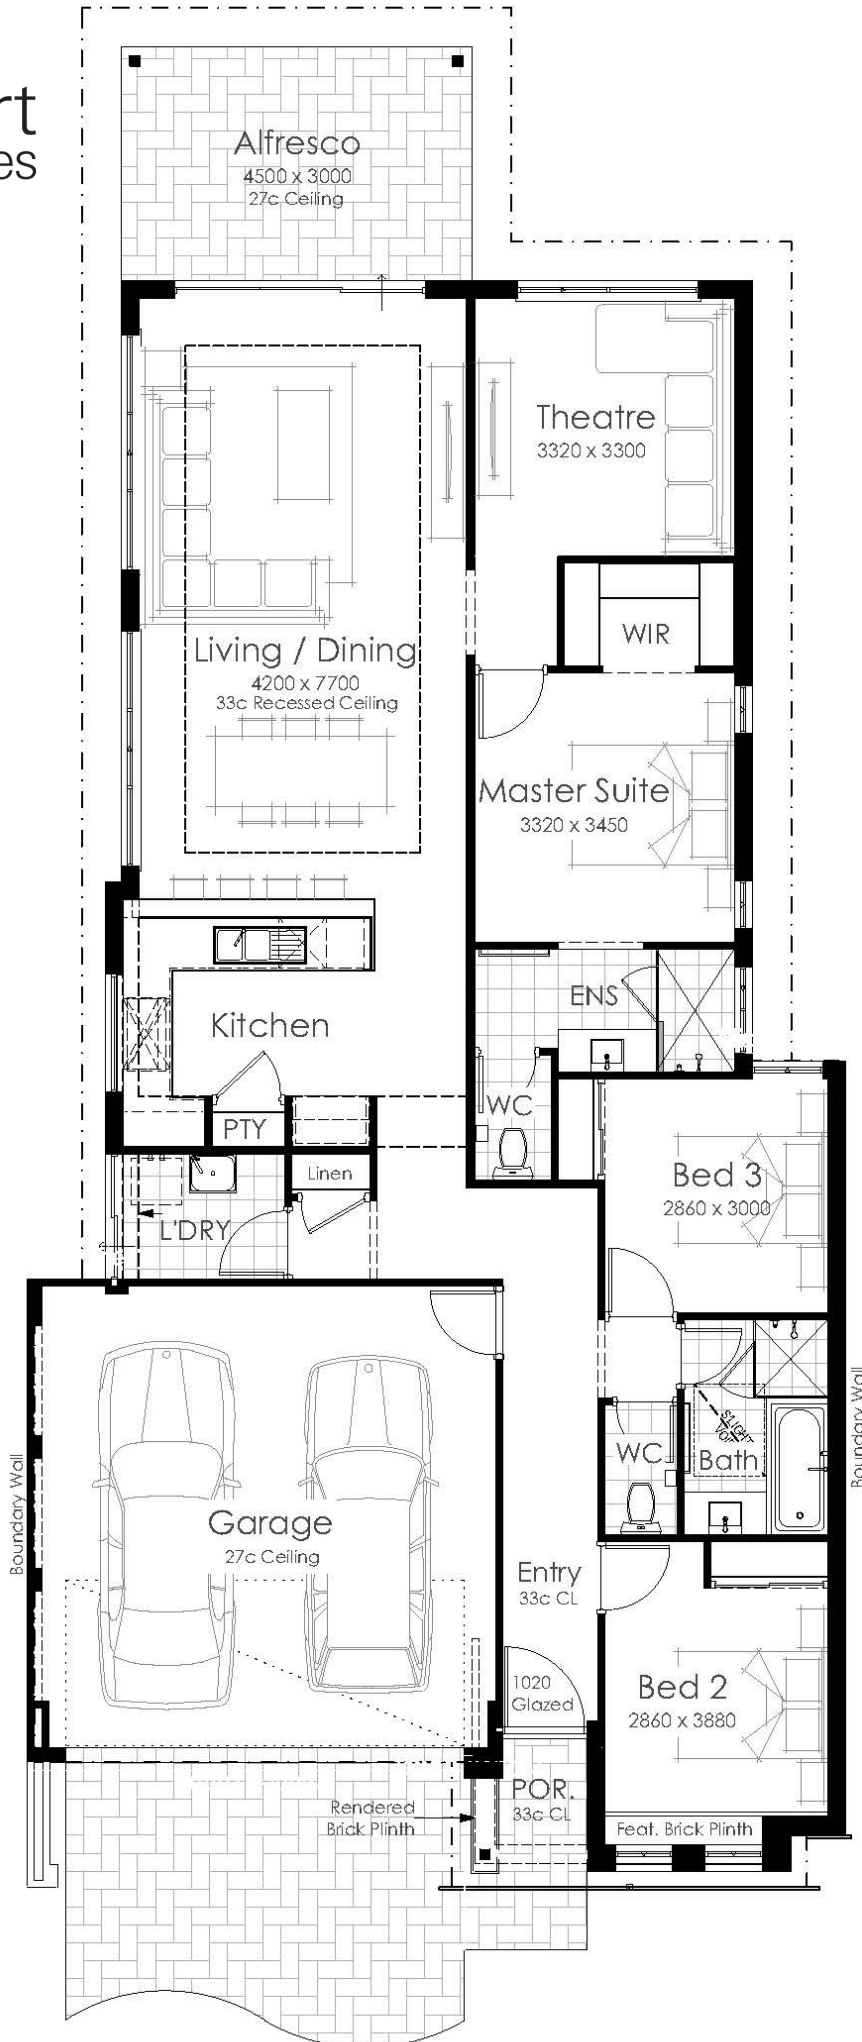 rt
es
Alfresco
4500 x 3000
27c Ceiling
Theatre
3320 x 3300
WIR
Living / Dining
4200 x 7700
33c Recessed Ceiling
Master Suite
3320 x 3450
ENS
Kitchen
WC
PTY
Linen
L'DRY
Bed 3
2860 x 3000
Boundary Wall
WC
SLIGHT
Bath
Boundary Wall
Garage
27c Ceiling
Entry
33c CL
1020
Glazed
Bed 2
2860 x 3880
POR.
33c CL
Rendered
Brick Plinth
Feat. Brick Plinth